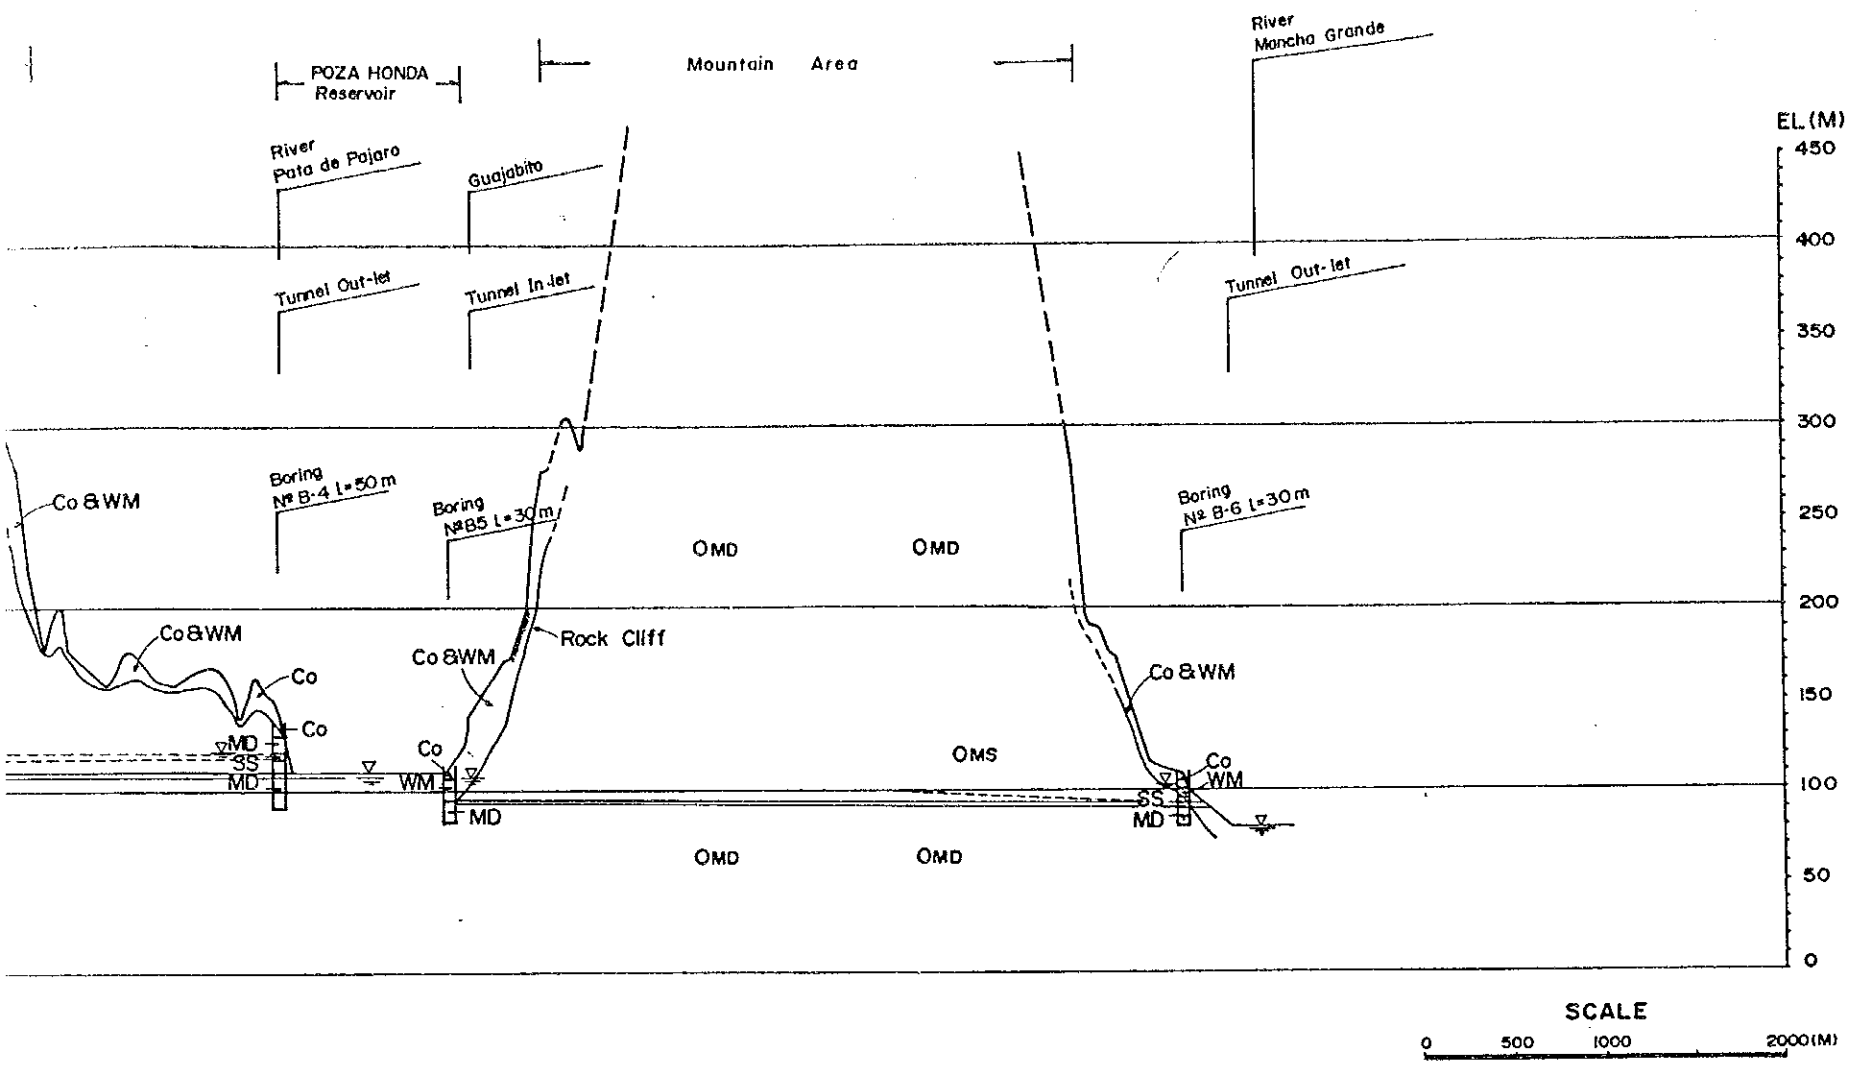 River
Mancha Grande
POZA HONDA
Reservoir
Mountain Area
EL.(M)
450
River
Pata de Pajaro
Guajabito
400
Tunnel Out-let
Tunnel In-let
Tunnel Out-let
350
300
Boring
Nº B-4 l=50 m
Co & WM
Boring
Nº B5 l=30 m
Boring
Nº B-6 l=30 m
250
OMD
OMD
200
Co & WM
Rock Cliff
Co & WM
Co & WM
Co
150
Co
MD
Co
SS
OMS
Co
MD
WM
WM
100
SS
MD
MD
OMD
OMD
50
0
SCALE
0 500 1000 2000(M)